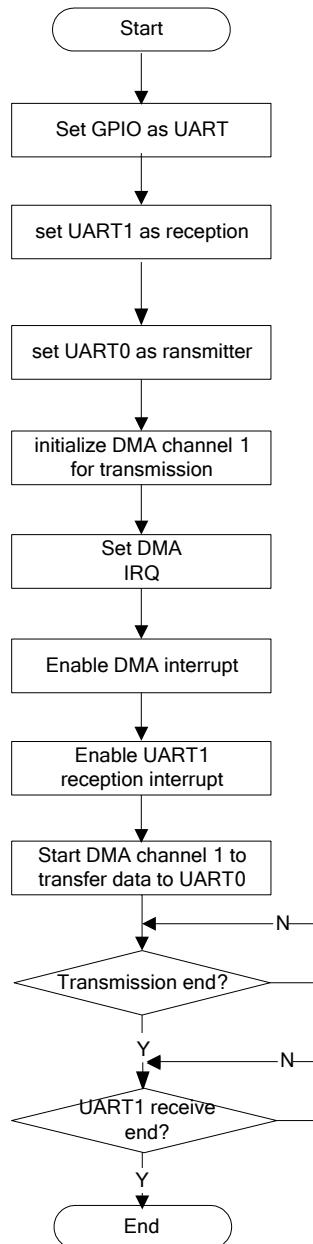 Start
Set GPIO as UART
set UART1 as reception
set UART0 as ransmitter
initialize DMA channel 1
for transmission
Set DMA
IRQ
Enable DMA interrupt
Enable UART1
reception interrupt
Start DMA channel 1 to
transfer data to UART0
N
Transmission end?
Y
N
UART1 receive
end?
Y
End